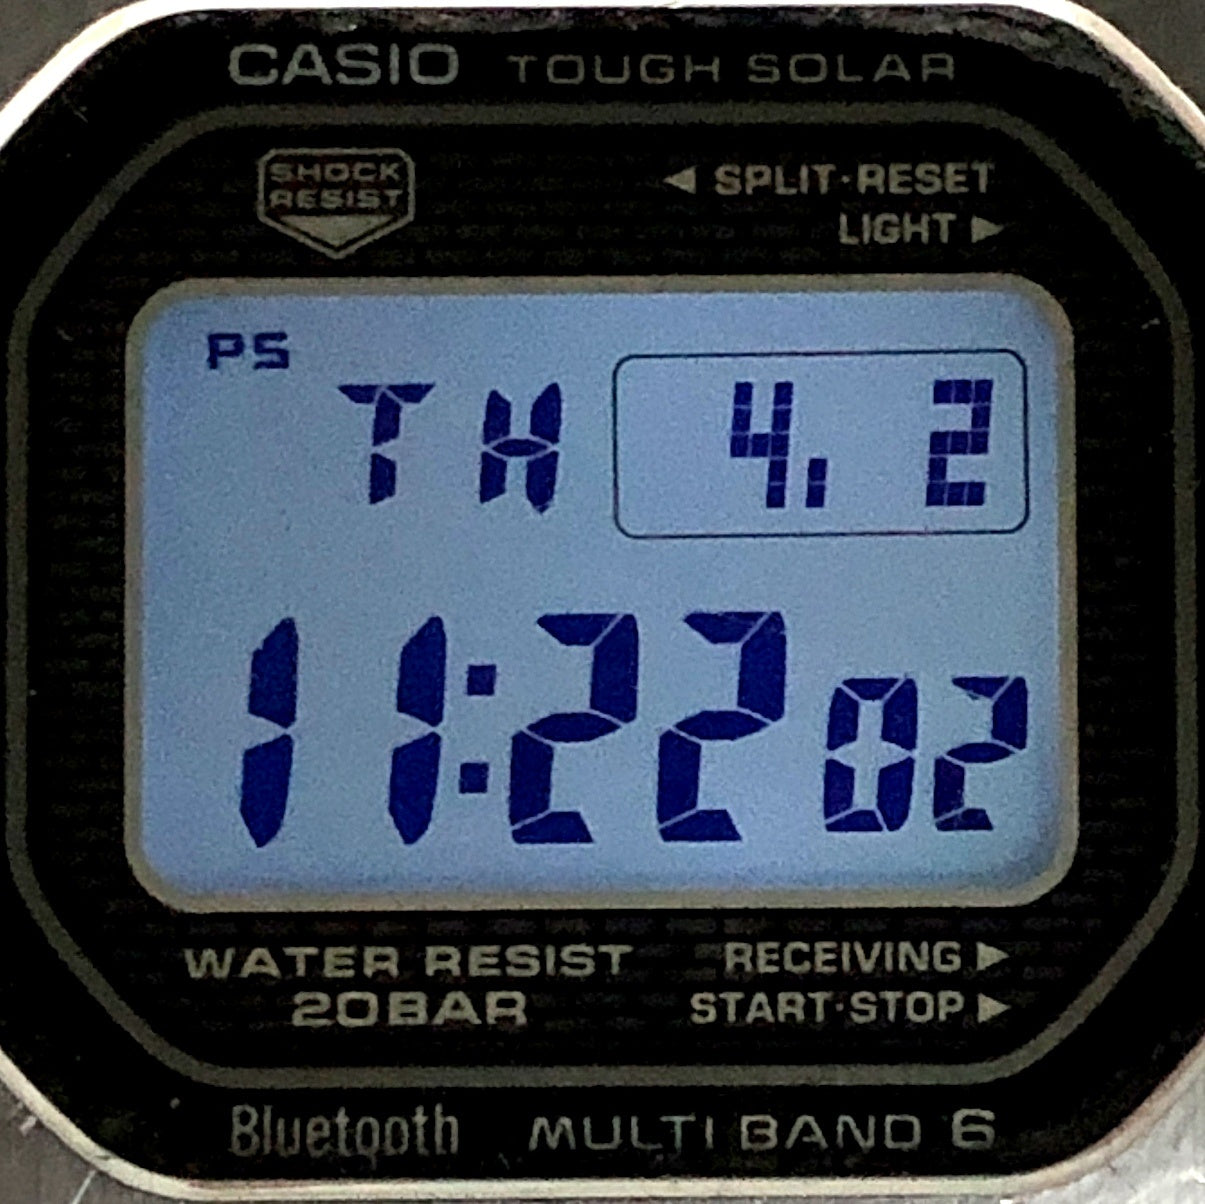 CASIO TOUGH SOLAR
SHOCK
RESIST
◀ SPLIT·RESET
LIGHT ▶
PS
TH 4. 2
11:22 02
WATER RESIST
20BAR
RECEIVING ▶
START·STOP ▶
Bluetooth MULTI BAND 6